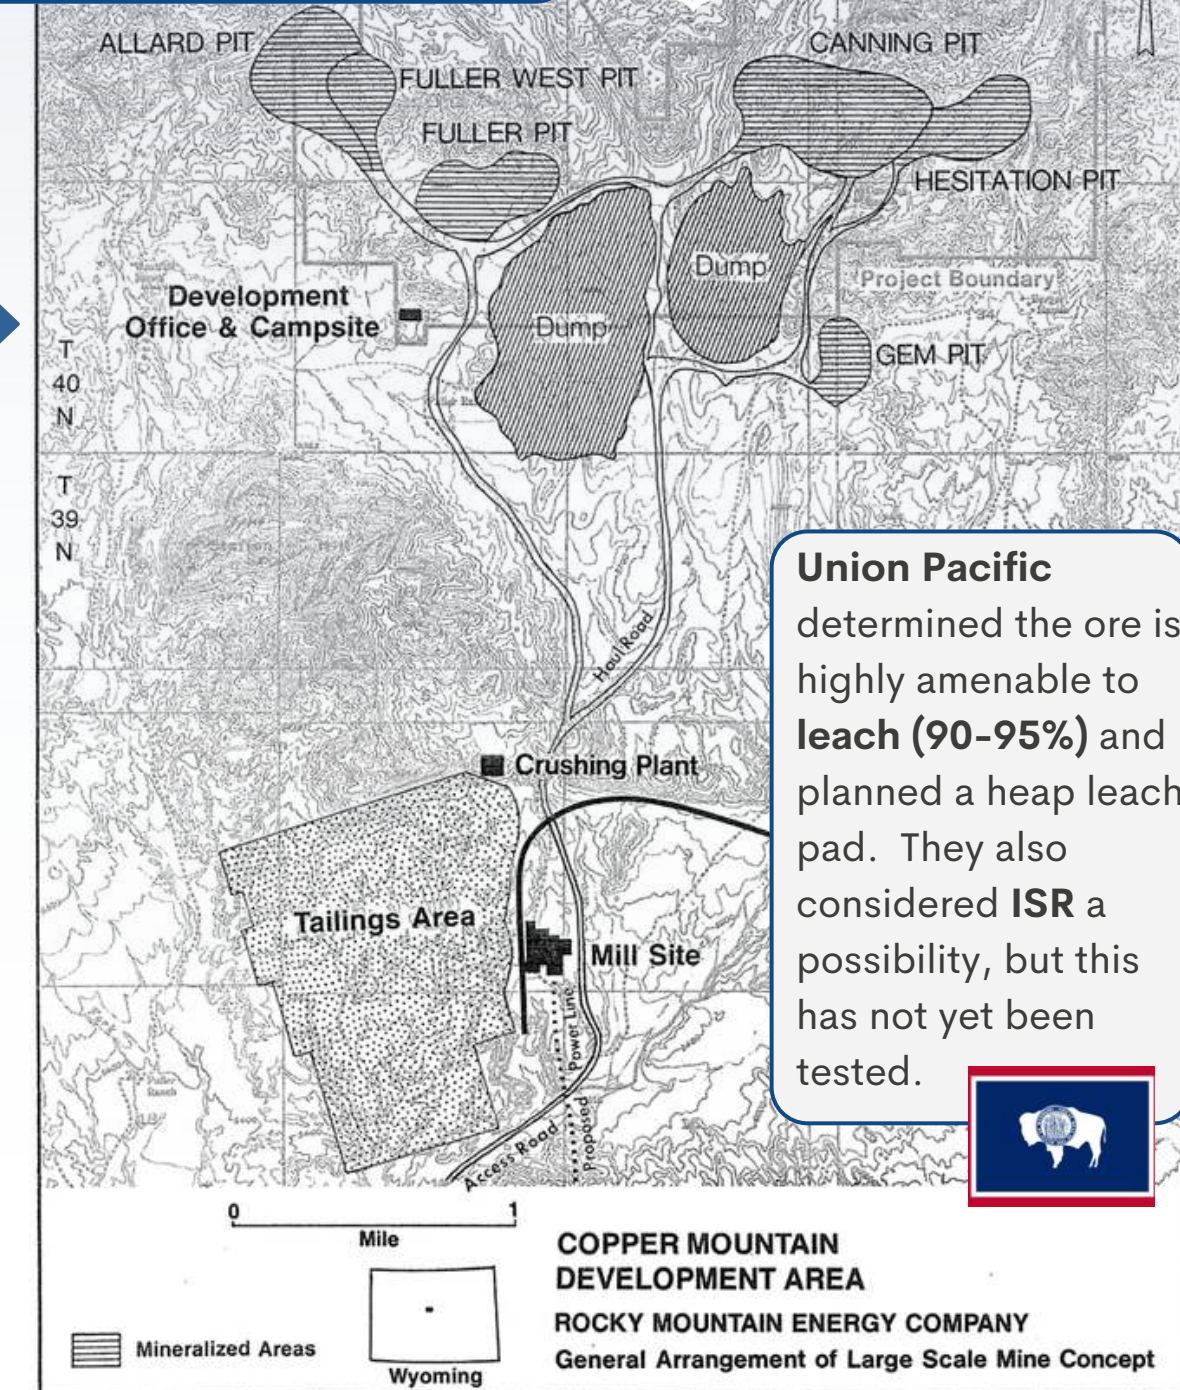 ALLARD PIT
CANNING PIT
FULLER WEST PIT
FULLER PIT
HESITATION PIT
Dump
Project Boundary
Development
Office & Campsite
Dump
GEM PIT
T
40
N
T
39
N
Haul Road
Union Pacific
determined the ore is
highly amenable to
leach (90-95%) and
planned a heap leach
pad. They also
considered ISR a
possibility, but this
has not yet been
tested.
Crushing Plant
Tailings Area
Mill Site
Power Line
Proposed
Access Road
Fuller
Ranch
0 1
Mile
COPPER MOUNTAIN
DEVELOPMENT AREA
ROCKY MOUNTAIN ENERGY COMPANY
General Arrangement of Large Scale Mine Concept
Mineralized Areas
Wyoming